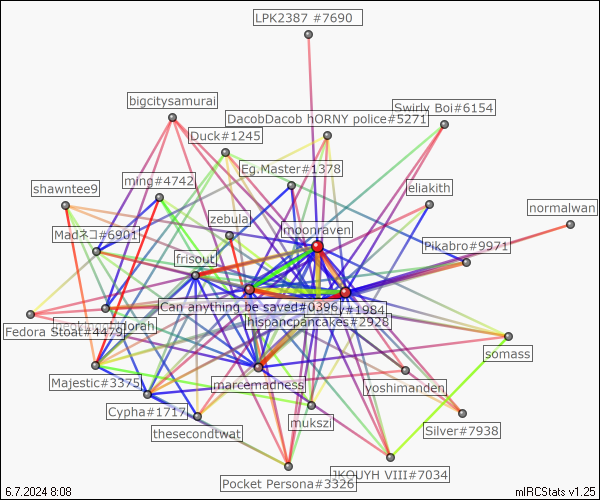 LPK2387 #7690
bigcitysamurai
Swirly Boi#6154
DacobDacob hORNY police#5271
Duck#1245
Eg.Master#1378
ming#4742
shawntee9
eliakith
normalwan
zebula
moonraven
Madネコ#6901
Pikabro#9971
frisout
Can anything be saved#0396
#1984
hispancpancakes#2928
Fedora Stoat#4479
somass
Majestic#3375
marcemadness
yoshimanden
Cypha#1717
mukszi
thesecondtwat
Silver#7938
JKOUYH VIII#7034
Pocket Persona#3326
6.7.2024 8:08
mIRCStats v1.25